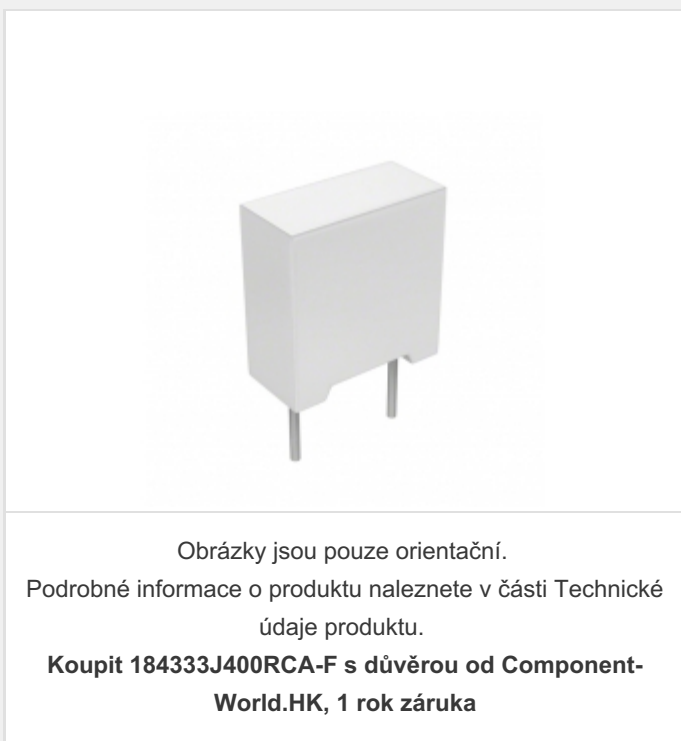 Obrázky jsou pouze orientační.
Podrobné informace o produktu naleznete v části Technické
údaje produktu.
Koupit 184333J400RCA-F s důvěrou od Component-
World.HK, 1 rok záruka